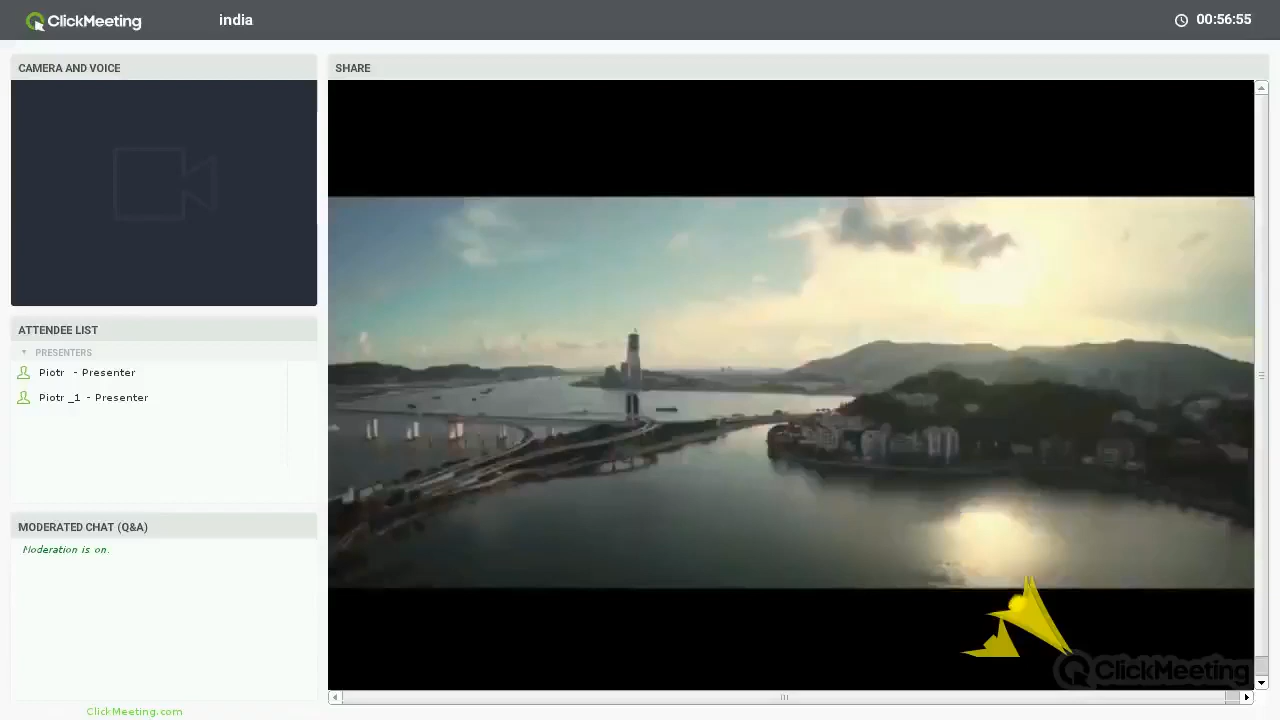 ClickMeeting
india
00:56:55
CAMERA AND VOICE
SHARE
ATTENDEE LIST
PRESENTERS
Piotr - Presenter
Piotr _1 - Presenter
MODERATED CHAT (Q&A)
Moderation is on.
ClickMeeting
ClickMeeting.com